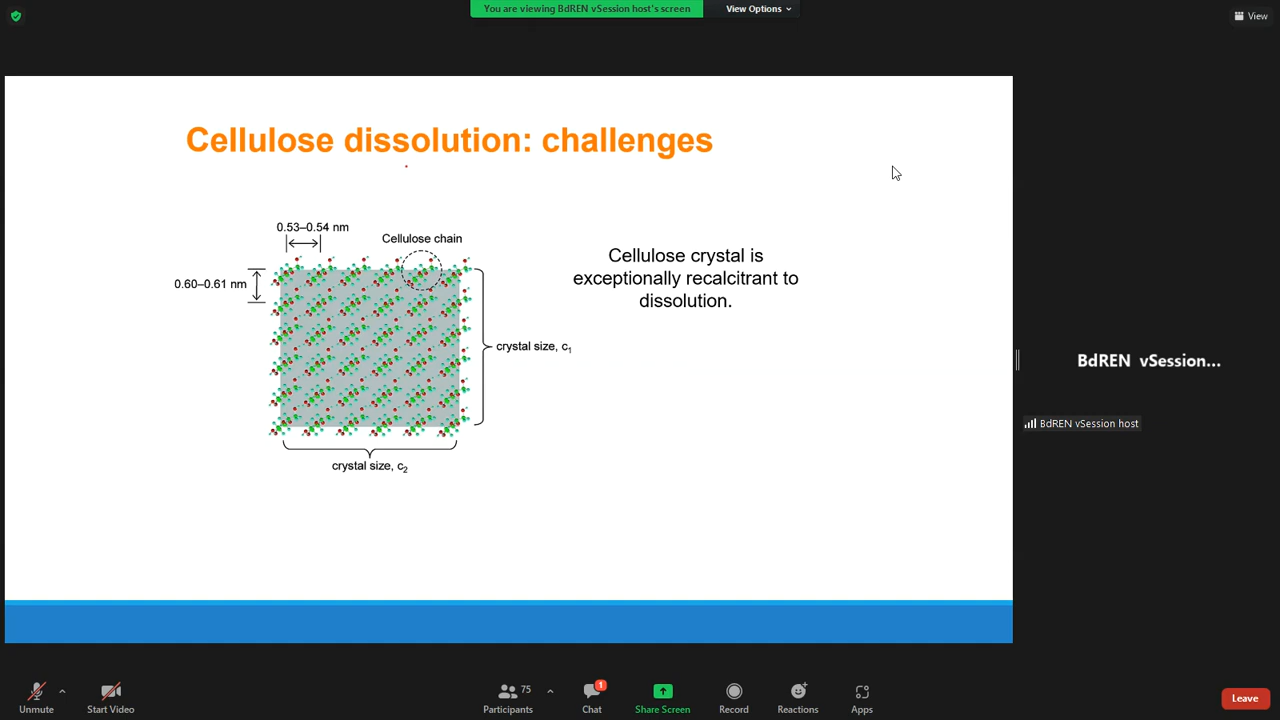 You are viewing BdREN vSession host's screen
View Options
View
Cellulose dissolution: challenges
0.53–0.54 nm
Cellulose chain
0.60–0.61 nm
Cellulose crystal is
exceptionally recalcitrant to
dissolution.
crystal size, c1
crystal size, c2
BdREN vSession...
BdREN vSession host
Unmute
Start Video
75
Participants
1
Chat
Share Screen
Record
Reactions
Apps
Leave